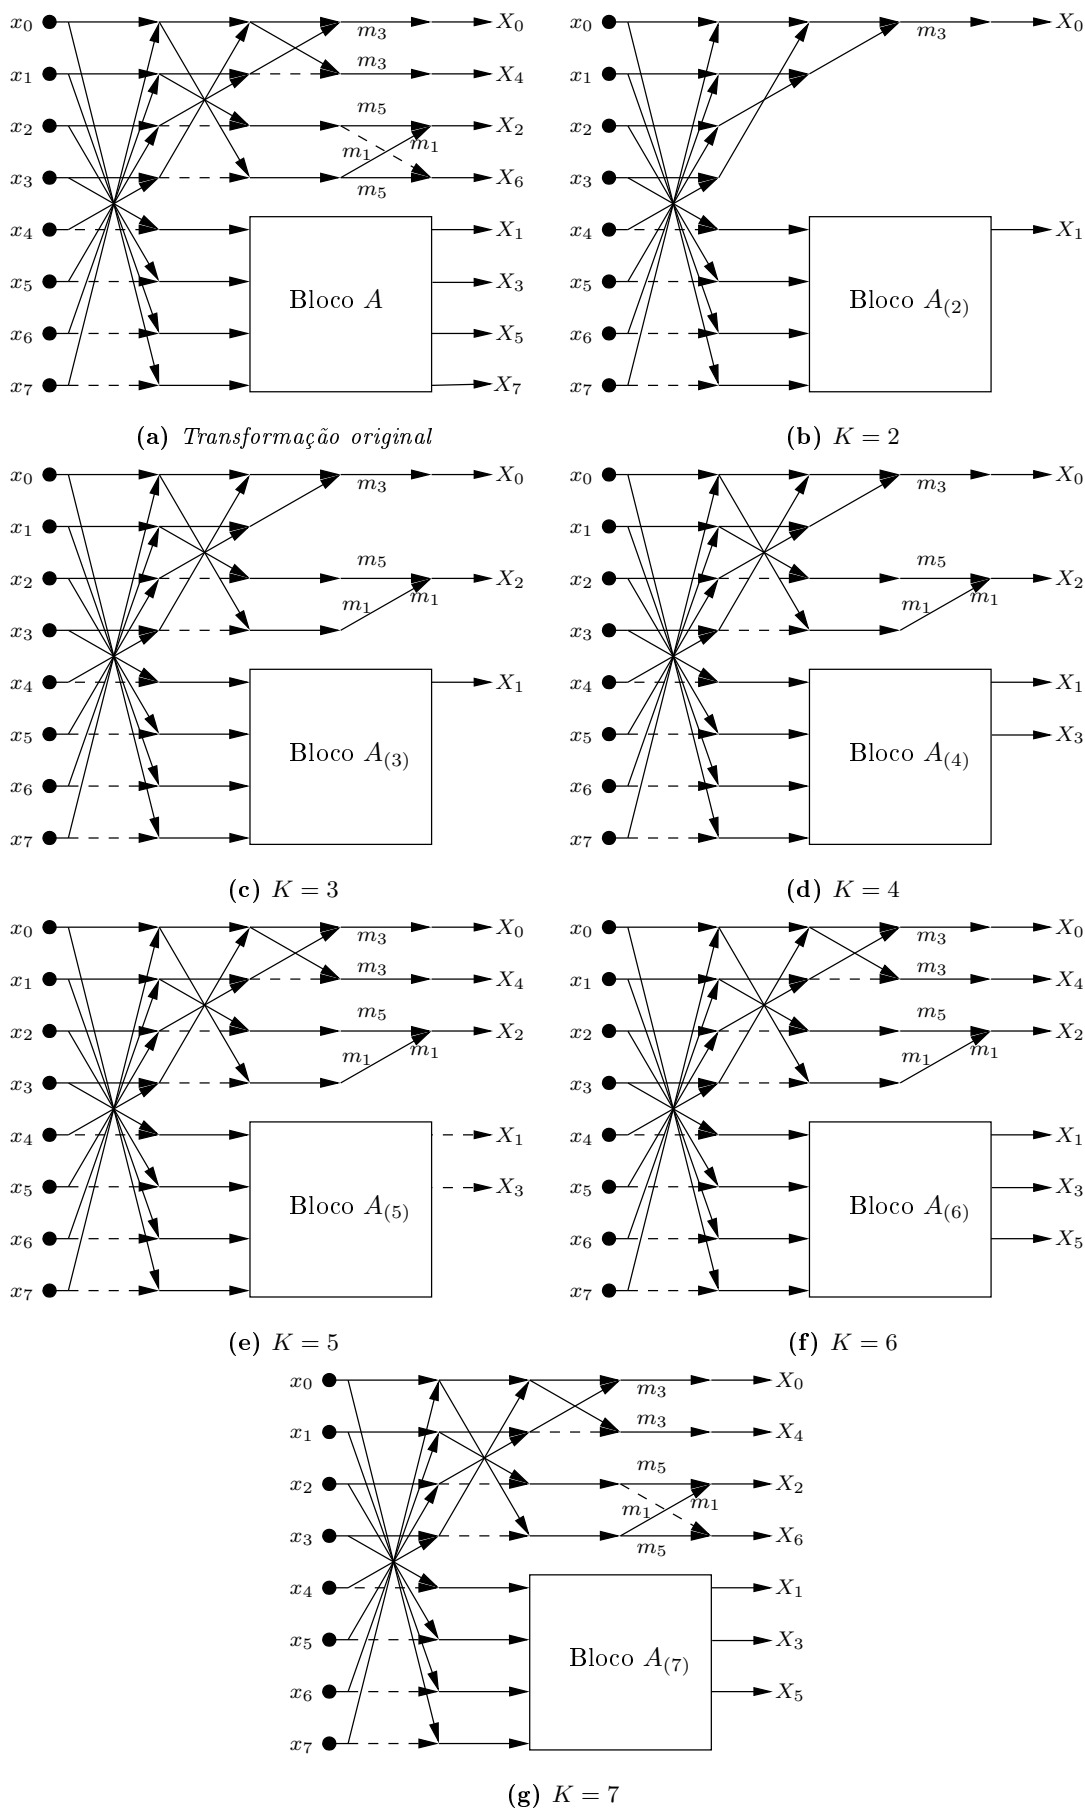 x₀ m₃ X₀
x₁ m₃ X₄
x₂ m₅ X₂
m₁ m₁
x₃ m₅ X₆
x₄ X₁
x₅ Bloco A X₃
x₆ X₅
x₇ X₇
(a) Transformação original
x₀ m₃ X₀
x₁
x₂
x₃
x₄ X₁
x₅ Bloco A₍₂₎
x₆
x₇
(b) K = 2
x₀ m₃ X₀
x₁
x₂ m₅ X₂
m₁ m₁
x₃
x₄ X₁
x₅ Bloco A₍₃₎
x₆
x₇
(c) K = 3
x₀ m₃ X₀
x₁
x₂ m₅ X₂
m₁ m₁
x₃
x₄ X₁
x₅ Bloco A₍₄₎ X₃
x₆
x₇
(d) K = 4
x₀ m₃ X₀
x₁ m₃ X₄
x₂ m₅ X₂
m₁ m₁
x₃
x₄ X₁
x₅ Bloco A₍₅₎ X₃
x₆
x₇
(e) K = 5
x₀ m₃ X₀
x₁ m₃ X₄
x₂ m₅ X₂
m₁ m₁
x₃
x₄ X₁
x₅ Bloco A₍₆₎ X₃
x₆ X₅
x₇
(f) K = 6
x₀ m₃ X₀
x₁ m₃ X₄
x₂ m₅ X₂
m₁ m₁
x₃ m₅ X₆
x₄ X₁
x₅ Bloco A₍₇₎ X₃
x₆ X₅
x₇
(g) K = 7